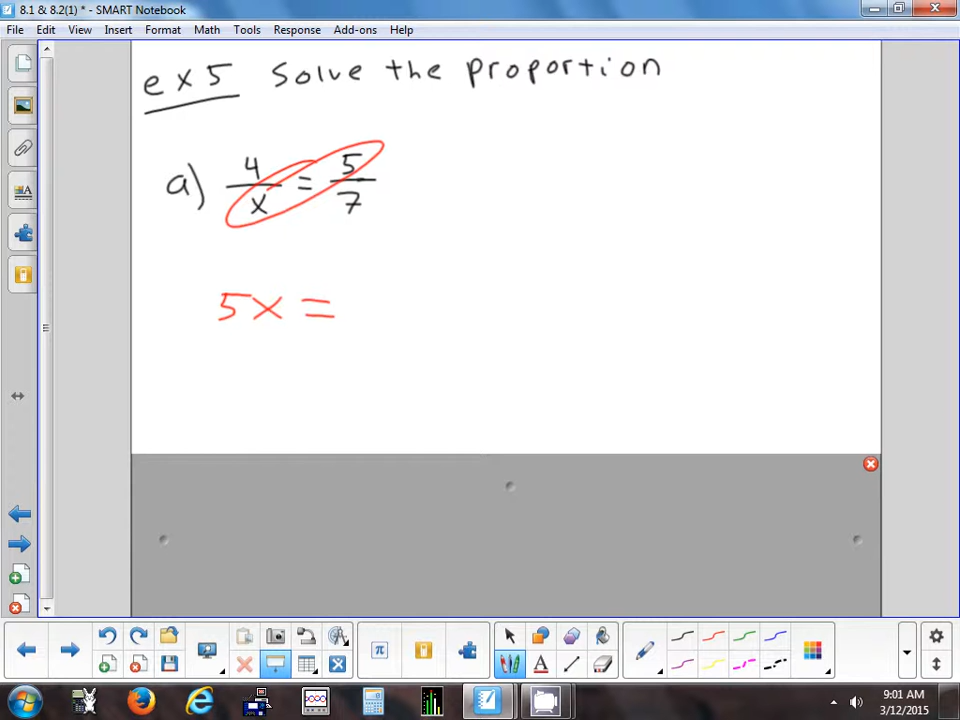 8.1 & 8.2(1) * - SMART Notebook
File Edit View Insert Format Math Tools Response Add-ons Help
ex 5 Solve the proportion
a) 4/x = 5/7
5x =
9:01 AM
3/12/2015